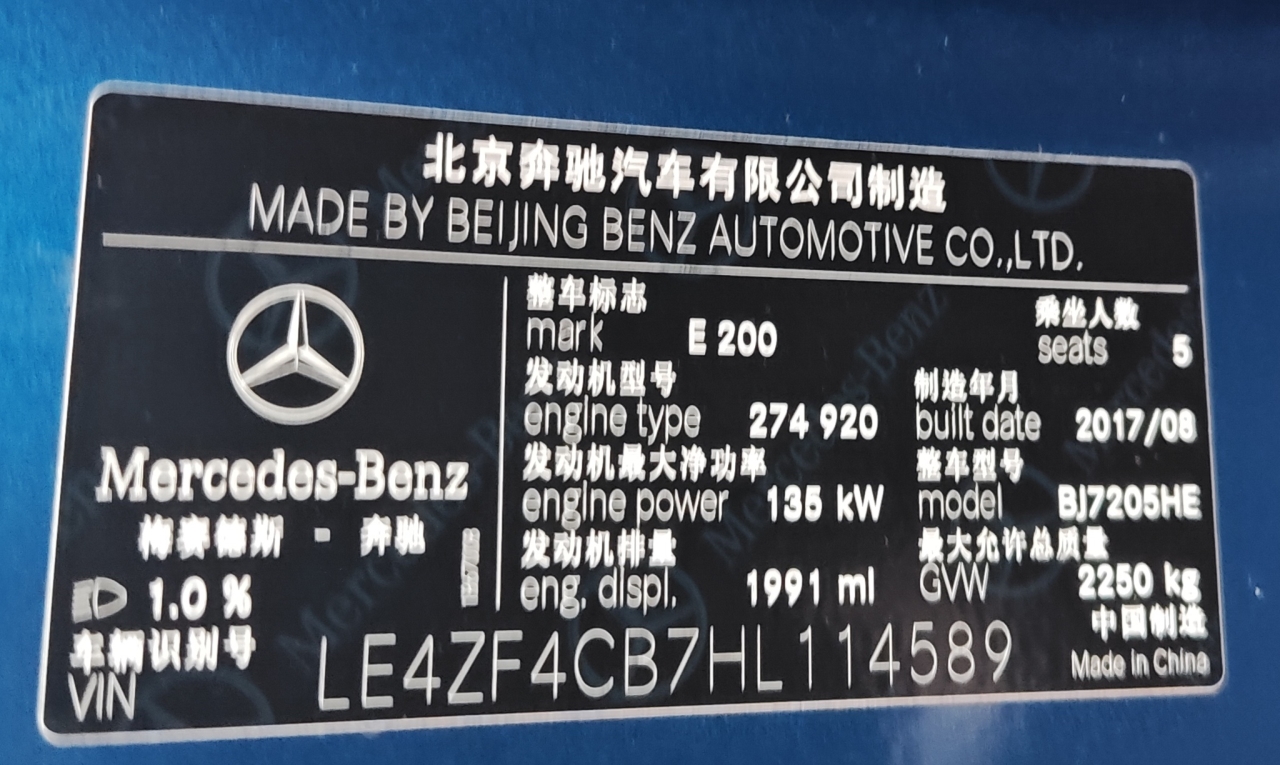 北京奔驰汽车有限公司制造
MADE BY BEIJING BENZ AUTOMOTIVE CO.,LTD.
Mercedes-Benz
梅赛德斯 - 奔驰
1.0 %
整车标志
mark E 200
乘坐人数
seats 5
发动机型号
engine type 274 920
制造年月
built date 2017/08
发动机最大净功率
engine power 135 kW
整车型号
model BJ7205HE
发动机排量
eng. displ. 1991 ml
最大允许总质量
GVW 2250 kg
车辆识别号
VIN LE4ZF4CB7HL114589
中国制造
Made in China